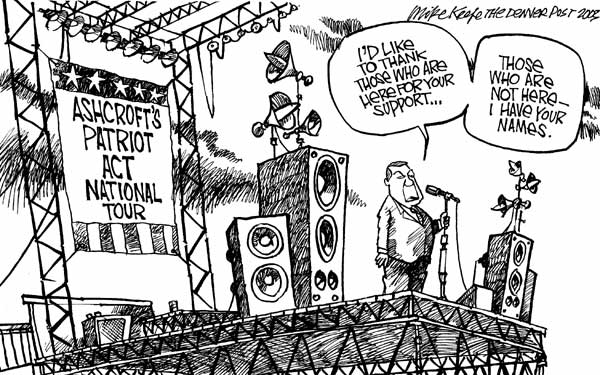 Mike Keefe THE DENVER POST 2003
I'D LIKE
TO THANK
THOSE WHO ARE
HERE FOR YOUR
SUPPORT...
THOSE
WHO ARE
NOT HERE—
I HAVE YOUR
NAMES.
ASHCROFT'S
PATRIOT
ACT
NATIONAL
TOUR